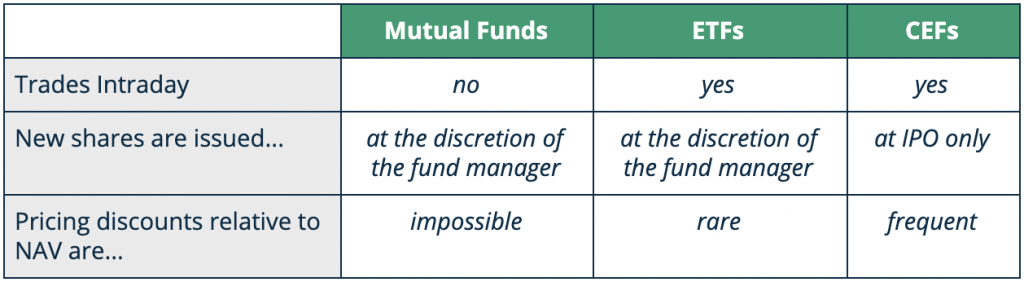 Mutual Funds ETFs CEFs
Trades Intraday no yes yes
New shares are issued... at the discretion of at the discretion of at IPO only
the fund manager the fund manager
Pricing discounts relative to impossible rare frequent
NAV are...